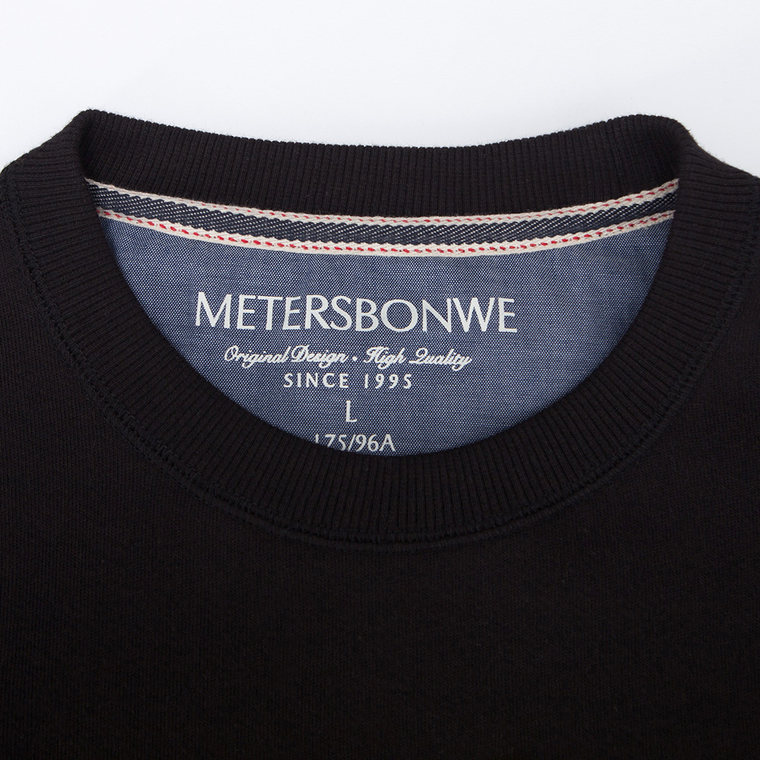 METERSBONWE
Original Design • High Quality
SINCE 1995
L
175/96A